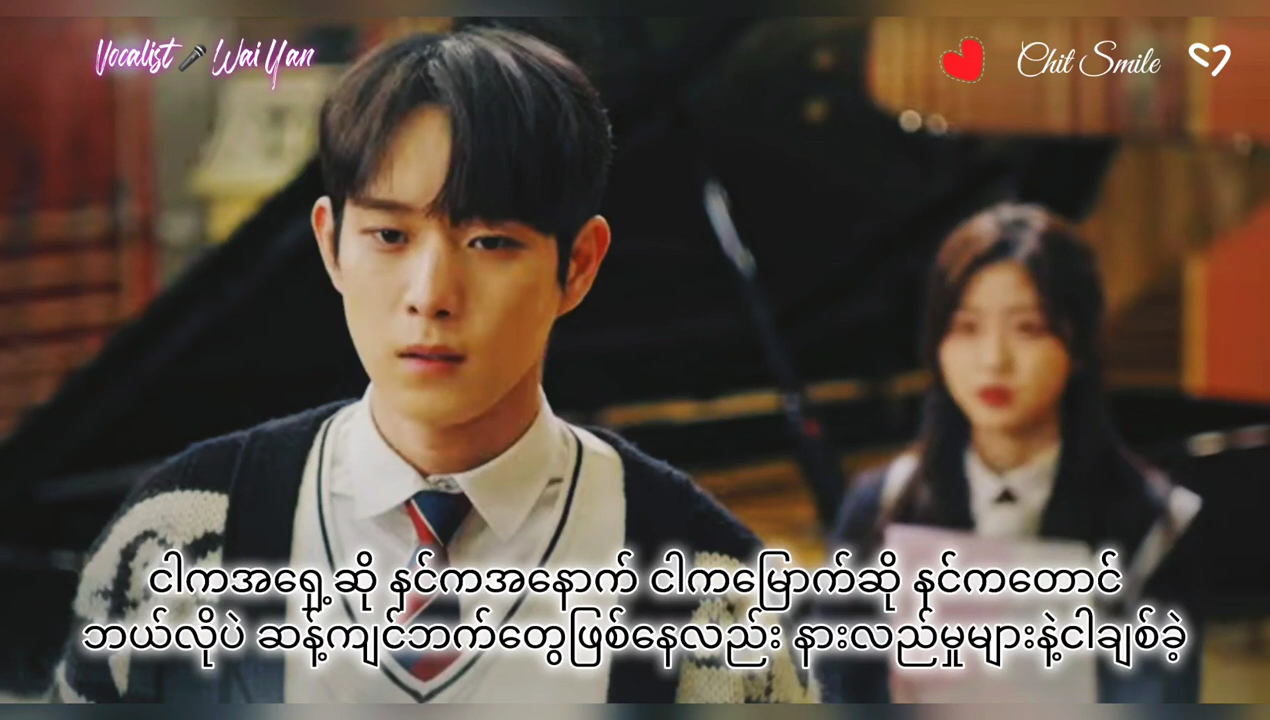 Vocalist 🎤 Wai Yan
Chit Smile
ငါကအရှေ့ဆို နင်ကအနောက် ငါကမြောက်ဆို နင်ကတောင်
ဘယ်လိုပဲ ဆန့်ကျင်ဘက်တွေဖြစ်နေလည်း နားလည်မှုများနဲ့ငါချစ်ခဲ့